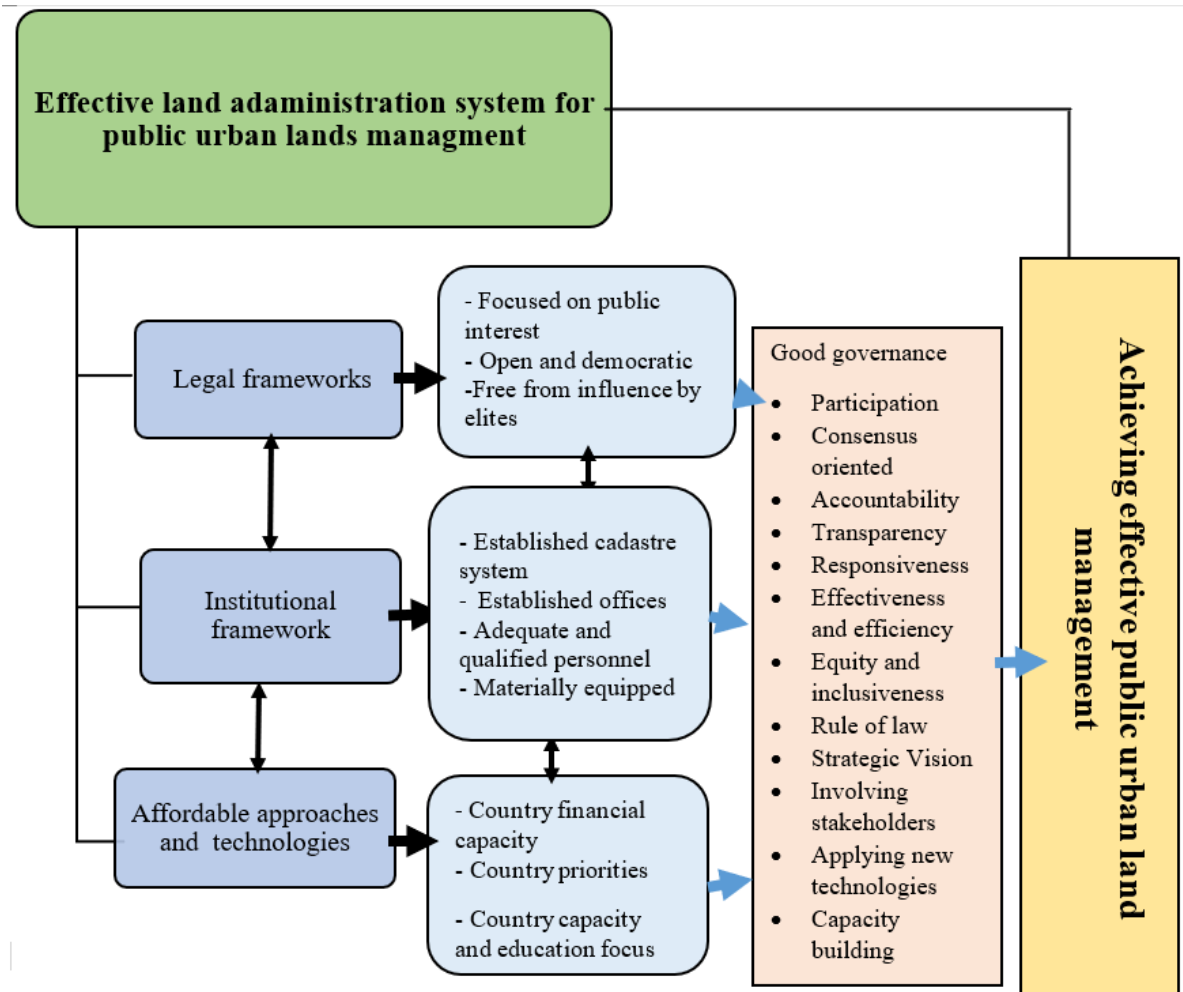 Effective land adaministration system for
public urban lands managment
Legal frameworks
- Focused on public
interest
- Open and democratic
-Free from influence by
elites
Institutional
framework
- Established cadastre
system
- Established offices
- Adequate and
qualified personnel
- Materially equipped
Affordable approaches
and technologies
- Country financial
capacity
- Country priorities
- Country capacity
and education focus
Good governance
• Participation
• Consensus
oriented
• Accountability
• Transparency
• Responsiveness
• Effectiveness
and efficiency
• Equity and
inclusiveness
• Rule of law
• Strategic Vision
• Involving
stakeholders
• Applying new
technologies
• Capacity
building
Achieving effective public urban land
management